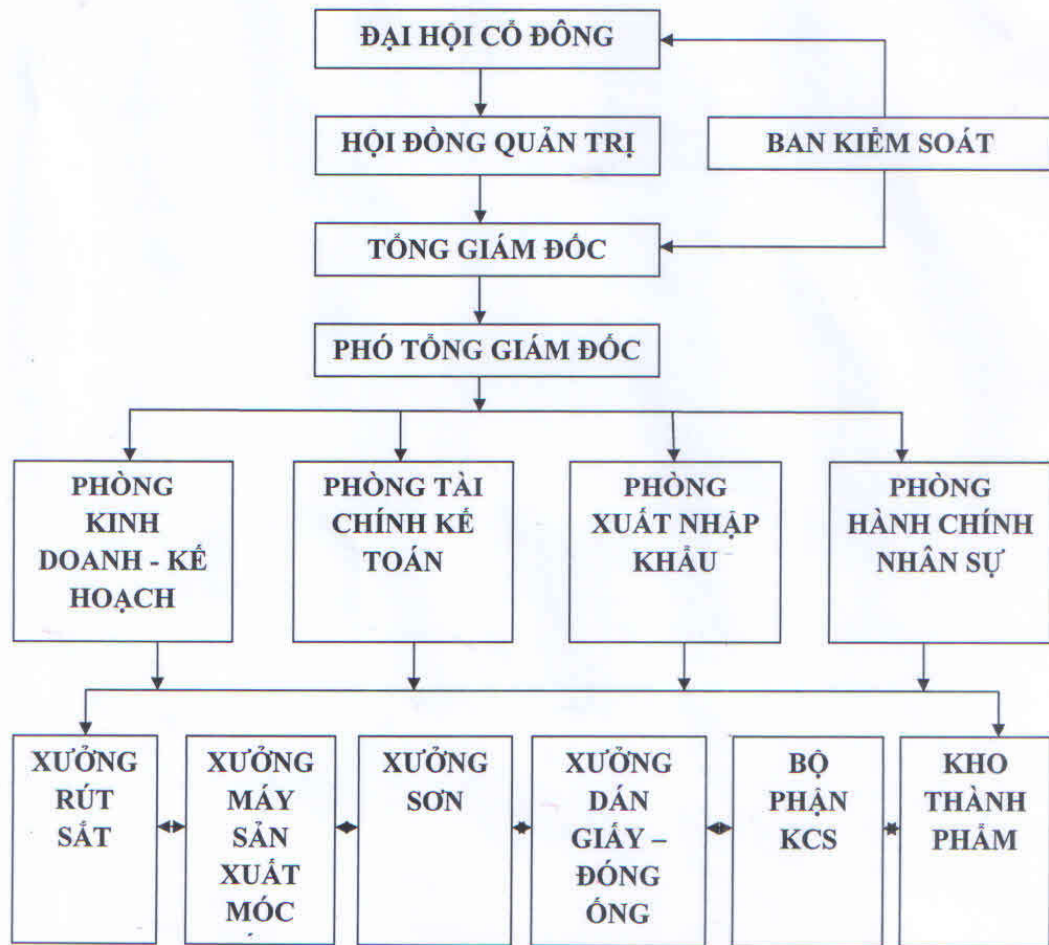 ĐẠI HỘI CỔ ĐÔNG
HỘI ĐỒNG QUẢN TRỊ
BAN KIỂM SOÁT
TỔNG GIÁM ĐỐC
PHÓ TỔNG GIÁM ĐỐC
PHÒNG
KINH
DOANH - KẾ
HOẠCH
PHÒNG TÀI
CHÍNH KẾ
TOÁN
PHÒNG
XUẤT NHẬP
KHẨU
PHÒNG
HÀNH CHÍNH
NHÂN SỰ
XƯỞNG
RÚT
SẮT
XƯỞNG
MÁY
SẢN
XUẤT
MÓC
XƯỞNG
SƠN
XƯỞNG
DÁN
GIẤY –
ĐÓNG
ỐNG
BỘ
PHẬN
KCS
KHO
THÀNH
PHẨM